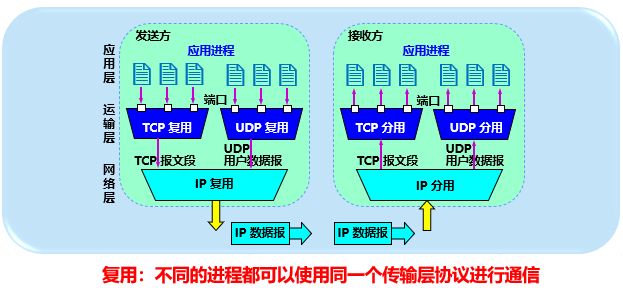 发送方
接收方
应用层
应用进程
应用进程
端口
端口
运输层
TCP 复用
UDP 复用
TCP 分用
UDP 分用
TCP 报文段
UDP
用户数据报
TCP 报文段
UDP
用户数据报
网络层
IP 复用
IP 分用
IP 数据报
IP 数据报
复用：不同的进程都可以使用同一个传输层协议进行通信